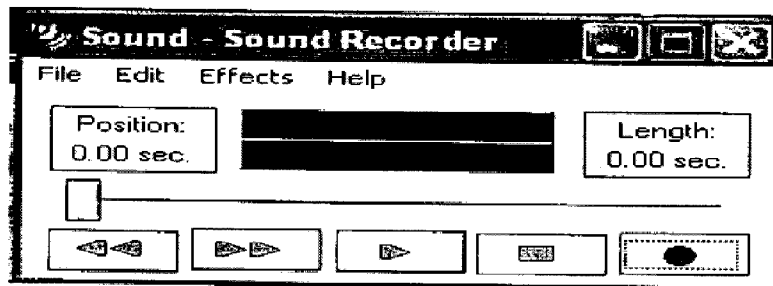 Sound - Sound Recorder
File Edit Effects Help
Position:
0.00 sec.
Length:
0.00 sec.